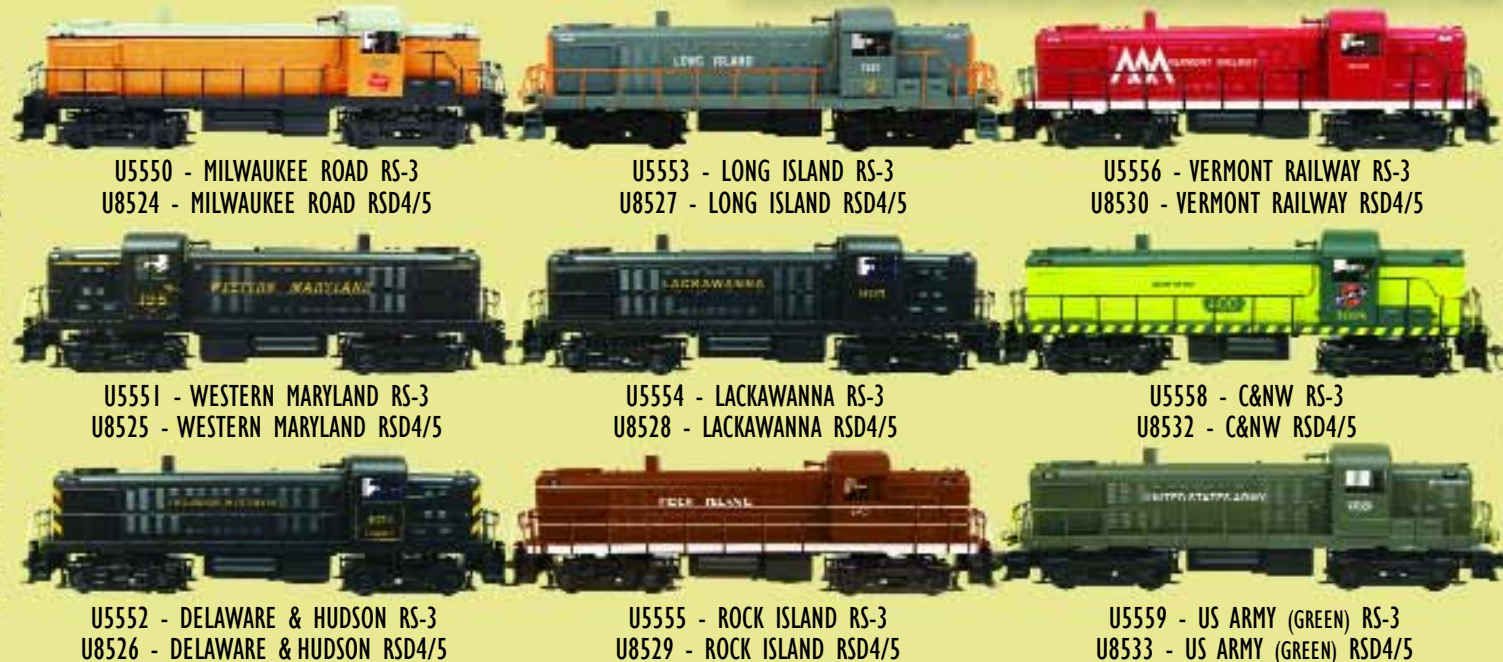 LONG ISLAND
VERMONT RAILWAY
U5550 - MILWAUKEE ROAD RS-3
U8524 - MILWAUKEE ROAD RSD4/5
U5553 - LONG ISLAND RS-3
U8527 - LONG ISLAND RSD4/5
U5556 - VERMONT RAILWAY RS-3
U8530 - VERMONT RAILWAY RSD4/5
WESTERN MARYLAND
LACKAWANNA
U5551 - WESTERN MARYLAND RS-3
U8525 - WESTERN MARYLAND RSD4/5
U5554 - LACKAWANNA RS-3
U8528 - LACKAWANNA RSD4/5
U5558 - C&NW RS-3
U8532 - C&NW RSD4/5
ROCK ISLAND
UNITED STATES ARMY
U5552 - DELAWARE & HUDSON RS-3
U8526 - DELAWARE & HUDSON RSD4/5
U5555 - ROCK ISLAND RS-3
U8529 - ROCK ISLAND RSD4/5
U5559 - US ARMY (GREEN) RS-3
U8533 - US ARMY (GREEN) RSD4/5